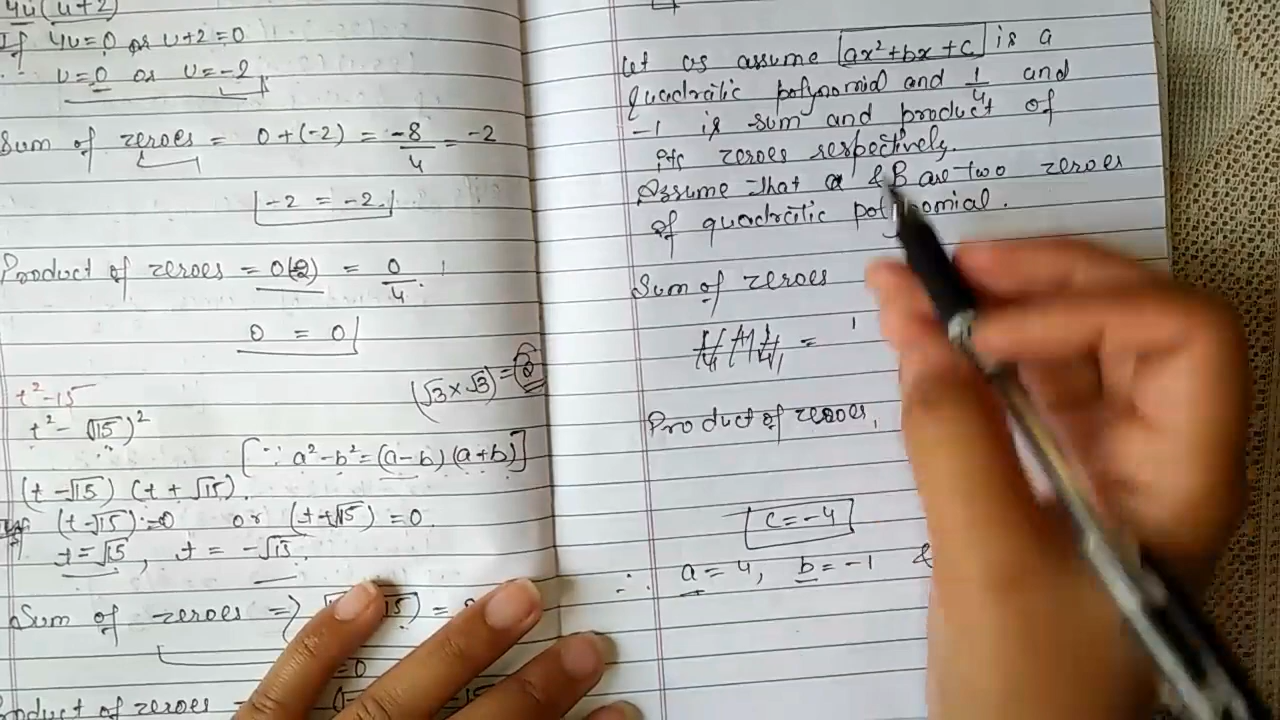 4u(u+2)
If 4u=0 or u+2=0
u=0 or u=-2
Sum of zeroes = 0+(-2) = -8/4 = -2
-2 = -2
Product of zeroes = = 0/4
0 = 0
(√3×√3)=
t²-15
t²-(√15)²
[∵ a²-b²=(a-b)(a+b)]
(t-√15) (t+√15)
(t-√15)=0 or (t+√15)=0
t=√15, t=-√15
Sum of zeroes =>
=0
Product of zeroes
Let us assume ax²+bx+c is a
quadratic polynomial and 1/4 and
-1 is sum and product of
its zeroes
Assume that α & β are two zeroes
of quadratic polynomial.
Sum of zeroes
= 1
Product of zeroes,
c=-4
∴ a=4, b=-1 &